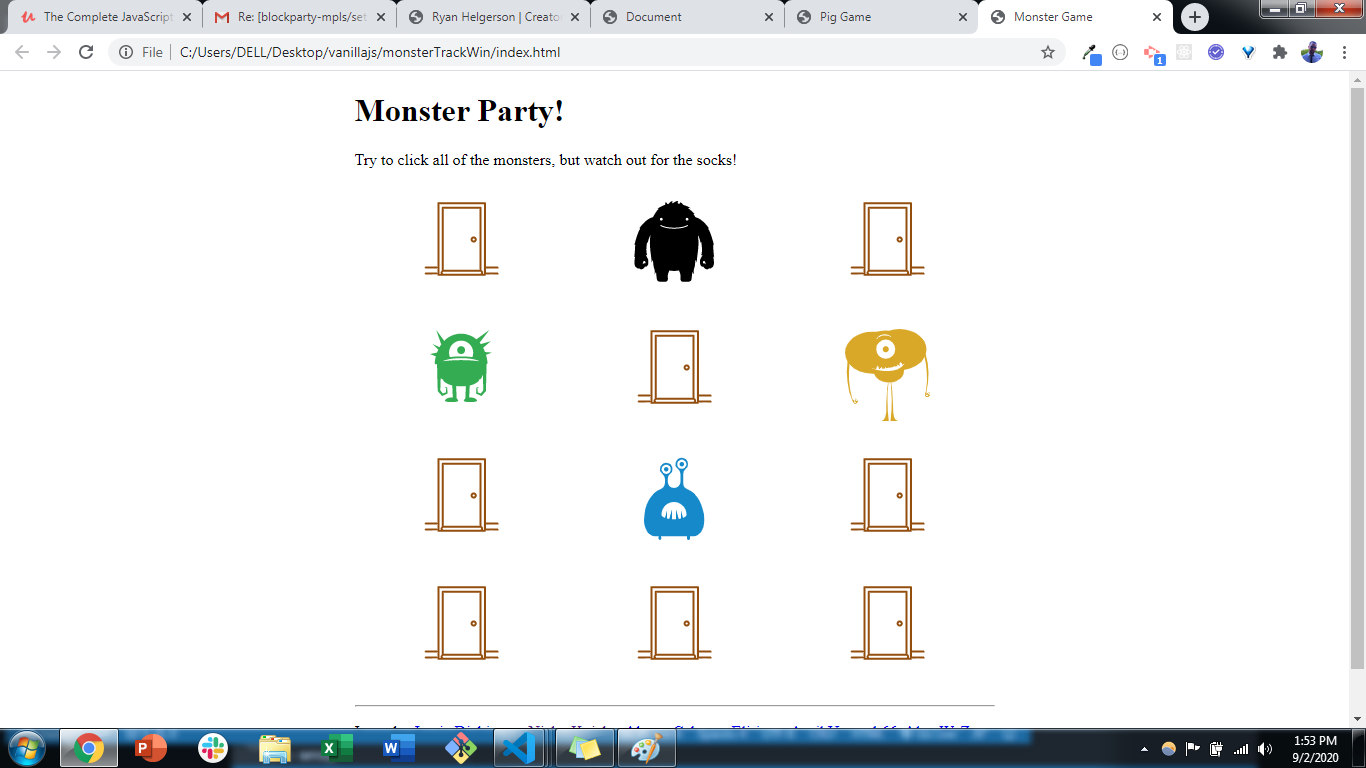 The Complete JavaScript
Re: [blockparty-mpls/set
Ryan Helgerson | Creato
Document
Pig Game
Monster Game
File
C:/Users/DELL/Desktop/vanillajs/monsterTrackWin/index.html
1
Monster Party!
Try to click all of the monsters, but watch out for the socks!
1:53 PM
9/2/2020